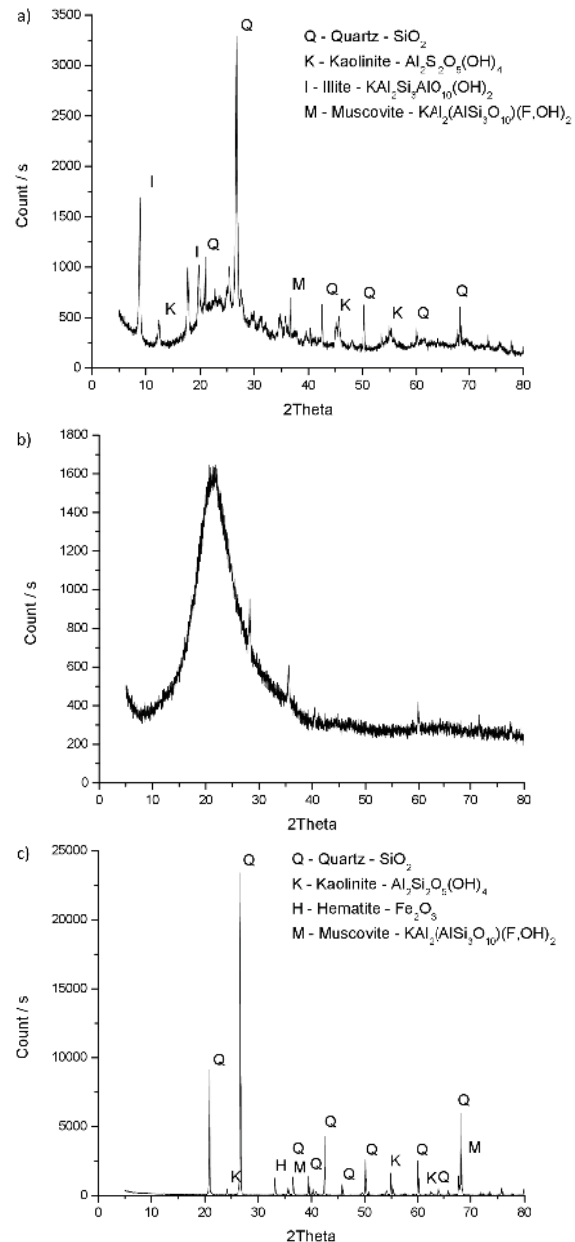 a)
Q - Quartz - SiO₂
K - Kaolinite - Al₂S₂O₅(OH)₄
I - Illite - KAl₂Si₃AlO₁₀(OH)₂
M - Muscovite - KAl₂(AlSi₃O₁₀)(F,OH)₂
Count / s
3500
3000
2500
2000
1500
1000
500
0
Q
I
K
I
Q
M
Q
K
Q
K
Q
Q
0 10 20 30 40 50 60 70 80
2Theta
b)
Count / s
1800
1600
1400
1200
1000
800
600
400
200
0
0 10 20 30 40 50 60 70 80
2Theta
c)
Q - Quartz - SiO₂
K - Kaolinite - Al₂Si₂O₅(OH)₄
H - Hematite - Fe₂O₃
M - Muscovite - KAl₂(AlSi₃O₁₀)(F,OH)₂
Count / s
25000
20000
15000
10000
5000
0
Q
Q
K
H
Q
M
Q
Q
Q
Q
K
Q
K
Q
Q
M
0 10 20 30 40 50 60 70 80
2Theta